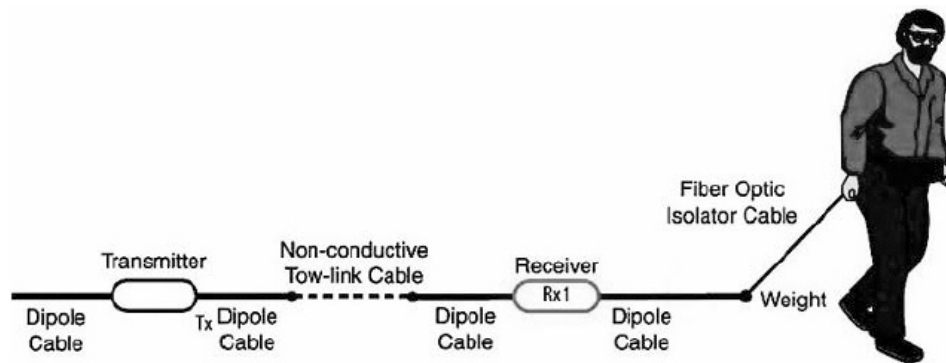 Fiber Optic
Isolator Cable
Non-conductive
Tow-link Cable
Transmitter
Receiver
Rx1
Weight
Dipole
Cable
Tx Dipole
Cable
Dipole
Cable
Dipole
Cable